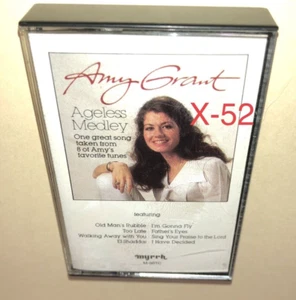 Amy Grant
Ageless
Medley
X-52
One great song
taken from
8 of Amy's
favorite tunes
featuring
Old Man's Rubble I'm Gonna Fly
Too Late Father's Eyes
Walking Away with You Sing Your Praise to the Lord
El Shaddai I Have Decided
myrrh